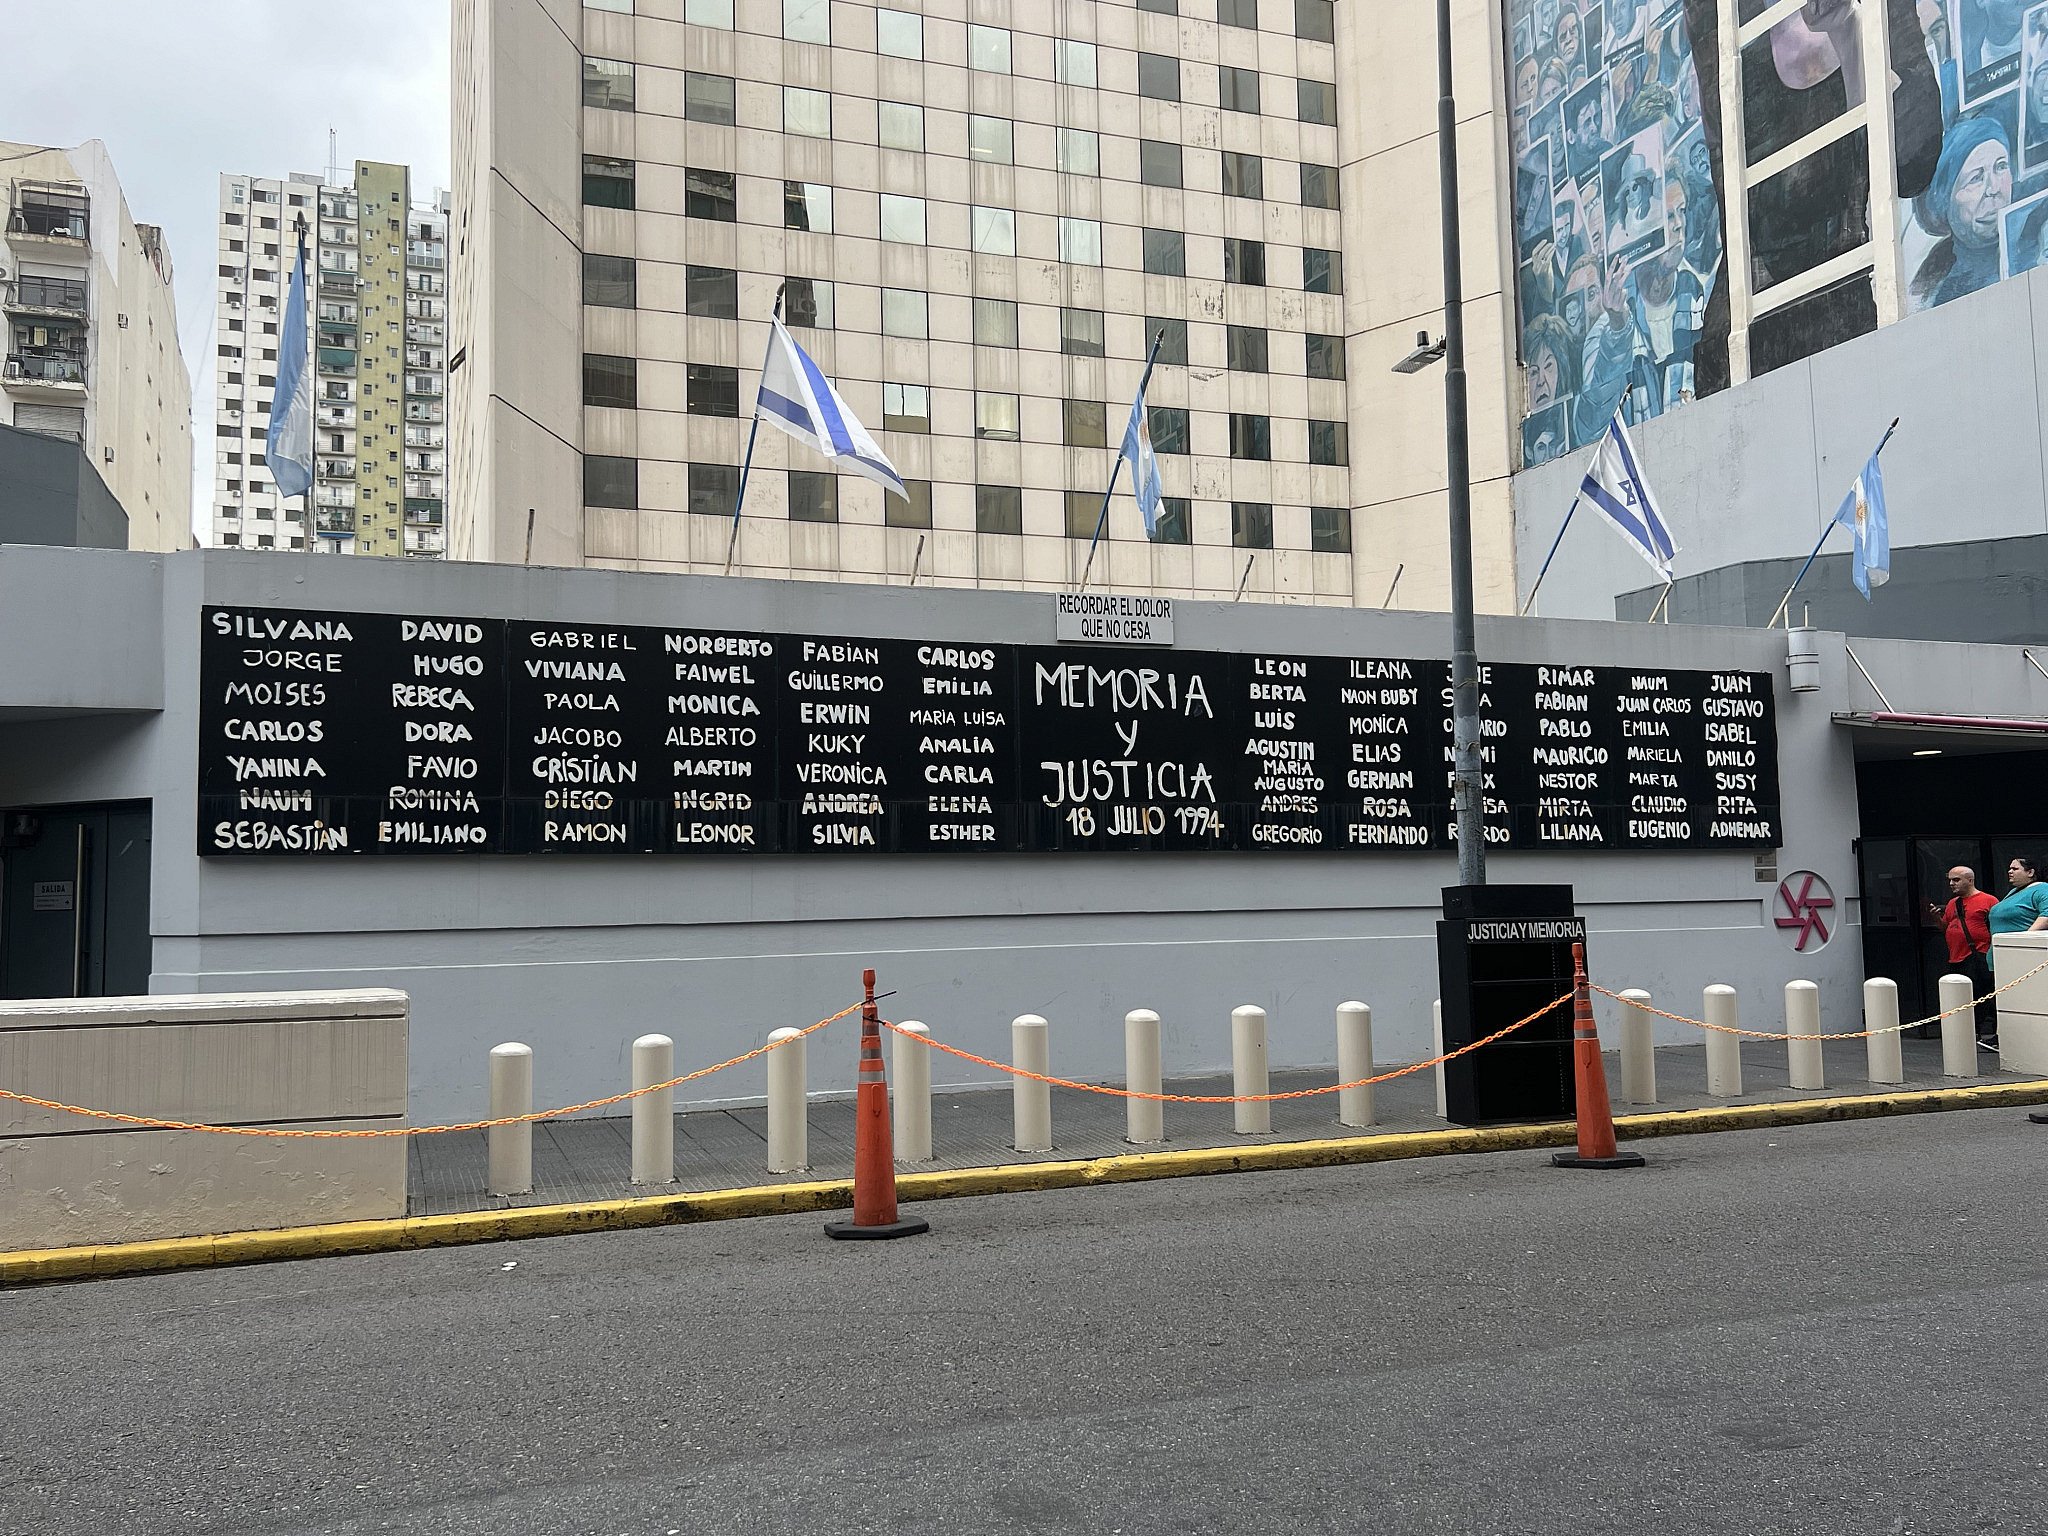 RECORDAR EL DOLOR
QUE NO CESA
SILVANA
JORGE
MOISES
CARLOS
YANINA
NAUM
SEBASTIAN
DAVID
HUGO
REBECA
DORA
FAVIO
ROMINA
EMILIANO
GABRIEL
VIVIANA
PAOLA
JACOBO
CRISTIAN
DIEGO
RAMON
NORBERTO
FAIWEL
MONICA
ALBERTO
MARTIN
INGRID
LEONOR
FABIAN
GUILLERMO
ERWIN
KUKY
VERONICA
ANDREA
SILVIA
CARLOS
EMILIA
MARIA LUISA
ANALIA
CARLA
ELENA
ESTHER
MEMORIA
Y
JUSTICIA
18 JULIO 1994
LEON
BERTA
LUIS
AGUSTIN
MARIA
AUGUSTO
ANDRES
GREGORIO
ILEANA
NAON BUBY
MONICA
ELIAS
GERMAN
ROSA
FERNANDO
RIMAR
FABIAN
PABLO
MAURICIO
NESTOR
MIRTA
LILIANA
NAUM
JUAN CARLOS
EMILIA
MARIELA
MARTA
CLAUDIO
EUGENIO
JUAN
GUSTAVO
ISABEL
DANILO
SUSY
RITA
ADHEMAR
SALIDA
JUSTICIA Y MEMORIA